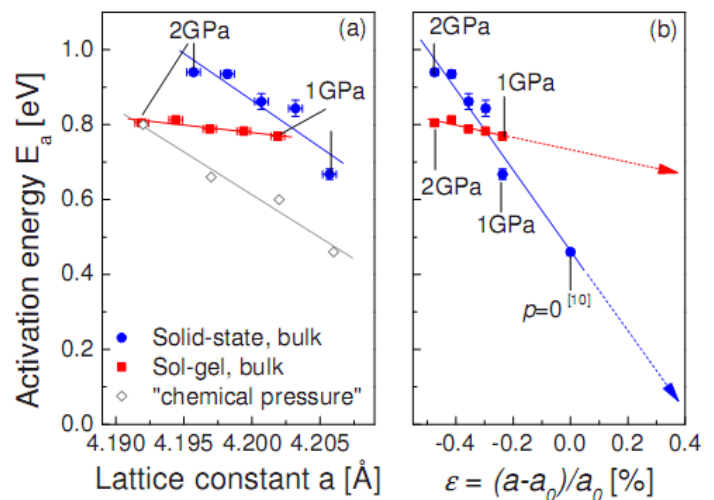 (a)
(b)
2GPa
1GPa
1GPa
2GPa
1GPa
p=0 [10]
Activation energy Eₐ [eV]
1.0
0.8
0.6
0.4
0.2
0.0
Solid-state, bulk
Sol-gel, bulk
"chemical pressure"
4.190 4.195 4.200 4.205
-0.4 -0.2 0.0 0.2 0.4
Lattice constant a [Å]
ε = (a-a₀)/a₀ [%]